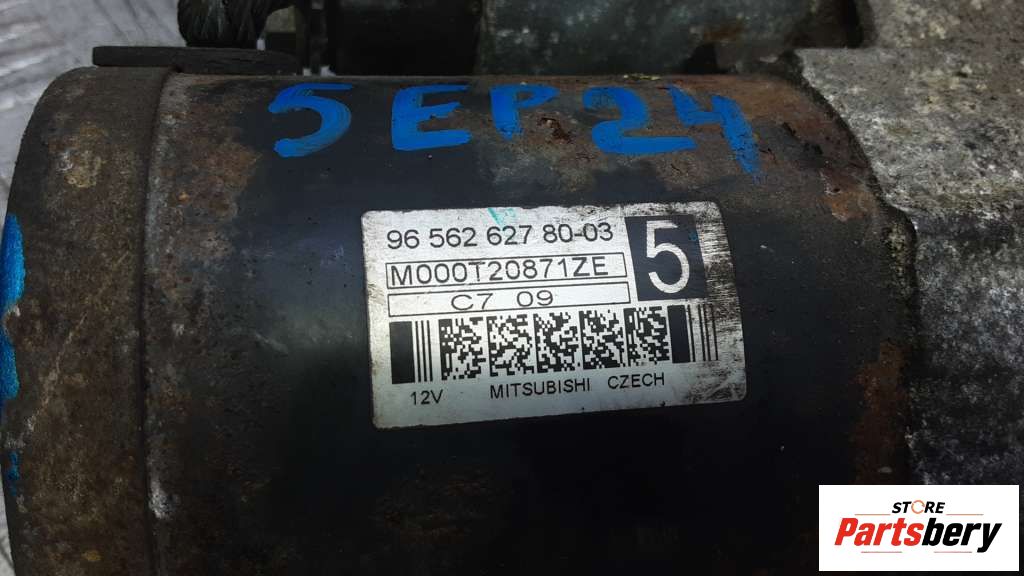 5EP24
96 562 627 80-03
5
M000T20871ZE
C7 09
12V MITSUBISHI CZECH
STORE
Partsbery